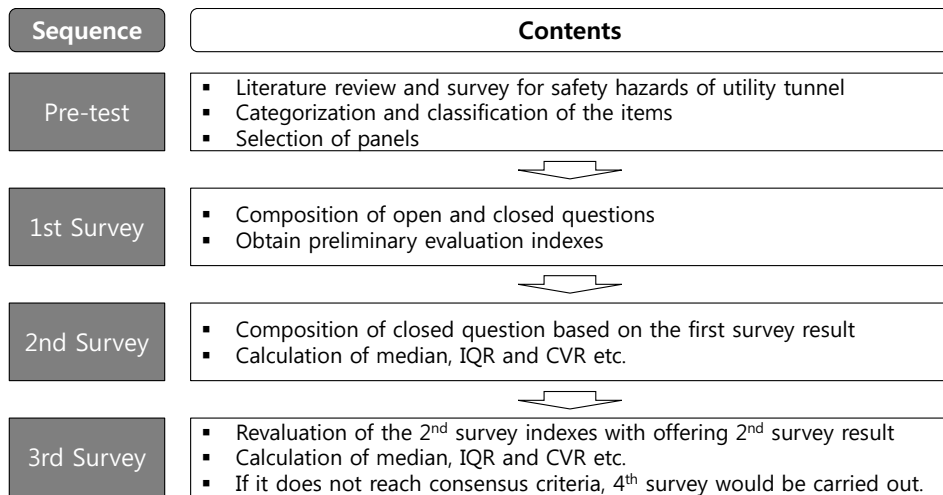 Sequence
Contents
Pre-test
▪ Literature review and survey for safety hazards of utility tunnel
▪ Categorization and classification of the items
▪ Selection of panels
1st Survey
▪ Composition of open and closed questions
▪ Obtain preliminary evaluation indexes
2nd Survey
▪ Composition of closed question based on the first survey result
▪ Calculation of median, IQR and CVR etc.
3rd Survey
▪ Revaluation of the 2nd survey indexes with offering 2nd survey result
▪ Calculation of median, IQR and CVR etc.
▪ If it does not reach consensus criteria, 4th survey would be carried out.